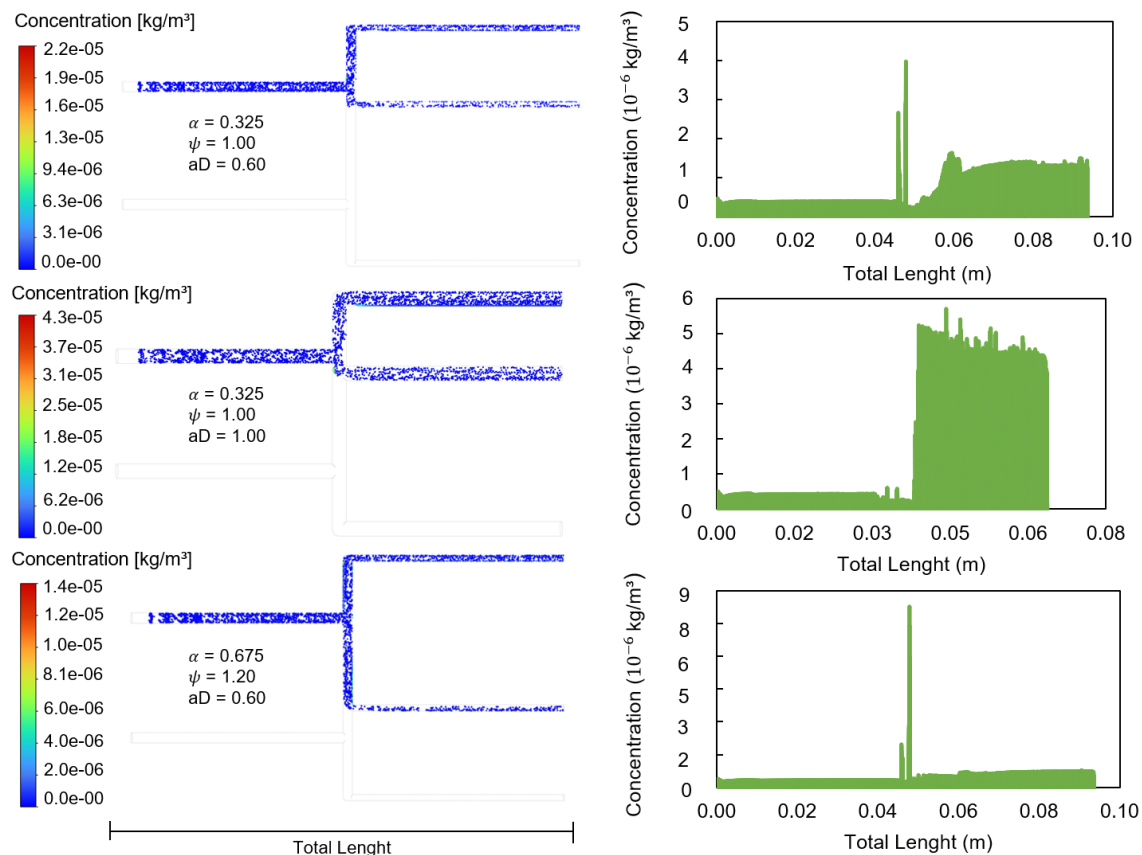 Concentration [kg/m³]
2.2e-05
1.9e-05
1.6e-05
1.3e-05
9.4e-06
6.3e-06
3.1e-06
0.0e-00
α = 0.325
ψ = 1.00
aD = 0.60
Concentration (10⁻⁶ kg/m³)
5
4
3
2
1
0
0.00 0.02 0.04 0.06 0.08 0.10
Total Lenght (m)
Concentration [kg/m³]
4.3e-05
3.7e-05
3.1e-05
2.5e-05
1.8e-05
1.2e-05
6.2e-06
0.0e-00
α = 0.325
ψ = 1.00
aD = 1.00
Concentration (10⁻⁶ kg/m³)
6
5
4
3
2
1
0
0.00 0.02 0.03 0.05 0.06 0.08
Total Lenght (m)
Concentration [kg/m³]
1.4e-05
1.2e-05
1.0e-05
8.1e-06
6.0e-06
4.0e-06
2.0e-06
0.0e-00
α = 0.675
ψ = 1.20
aD = 0.60
Concentration (10⁻⁶ kg/m³)
9
8
6
5
3
2
0
0.00 0.02 0.04 0.06 0.08 0.10
Total Lenght (m)
Total Lenght